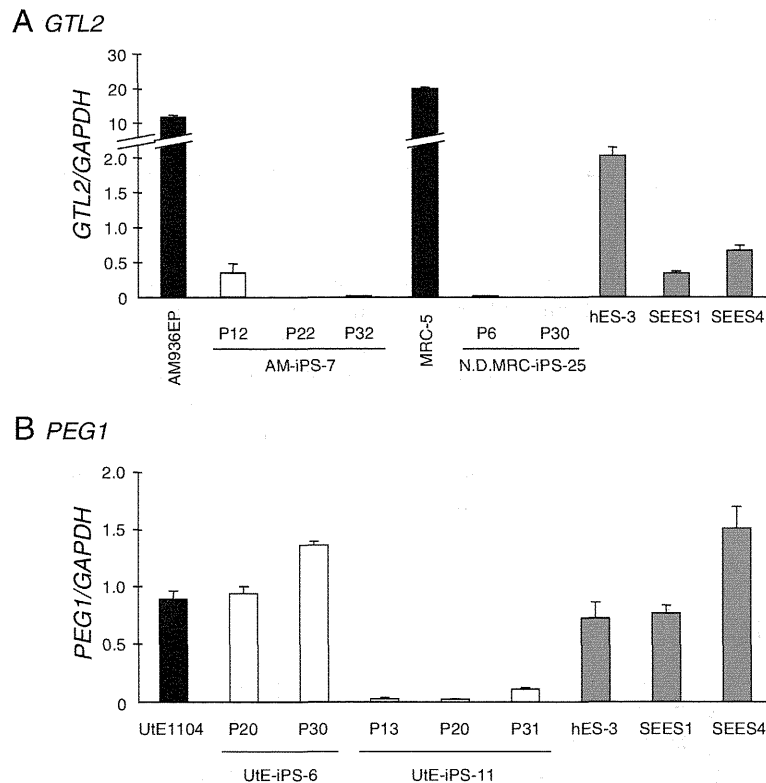 A GTL2
GTL2/GAPDH
30
20
10
2.0
1.5
1.0
0.5
0
AM936EP
P12 P22 P32
AM-iPS-7
MRC-5
P6 P30
N.D.MRC-iPS-25
hES-3 SEES1 SEES4
B PEG1
PEG1/GAPDH
2.0
1.5
1.0
0.5
0
UtE1104 P20 P30 P13 P20 P31 hES-3 SEES1 SEES4
UtE-iPS-6 UtE-iPS-11